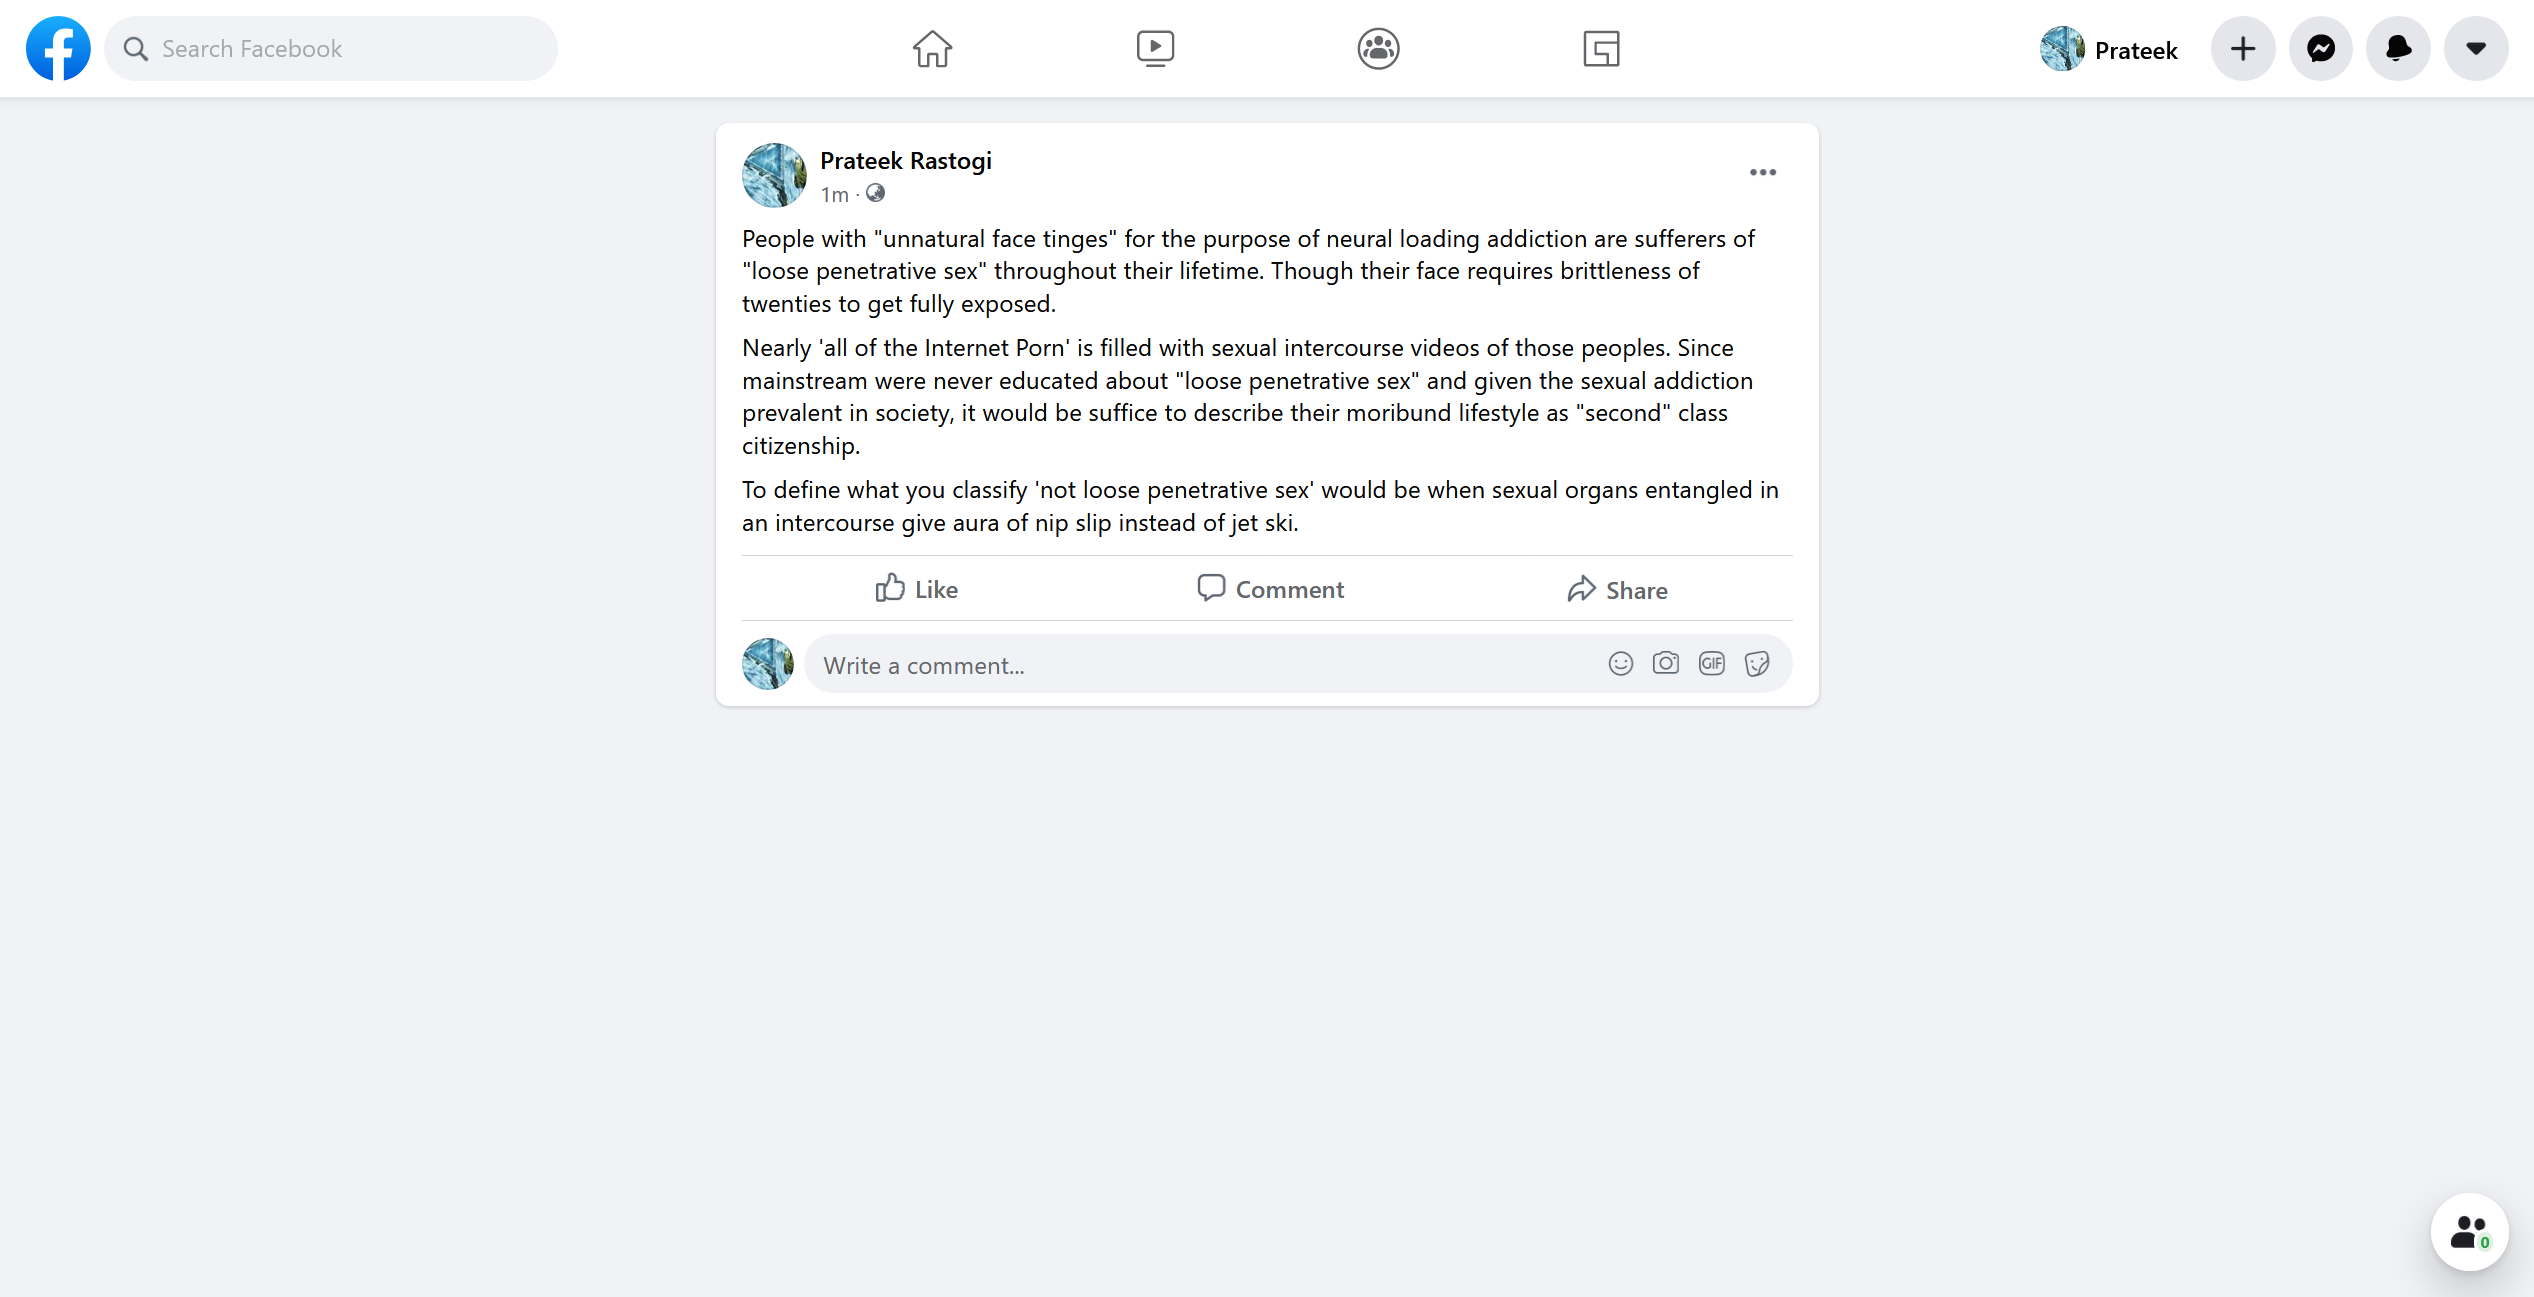 Search Facebook
Prateek
Prateek Rastogi
1m ·
People with "unnatural face tinges" for the purpose of neural loading addiction are sufferers of
"loose penetrative sex" throughout their lifetime. Though their face requires brittleness of
twenties to get fully exposed.
Nearly 'all of the Internet Porn' is filled with sexual intercourse videos of those peoples. Since
mainstream were never educated about "loose penetrative sex" and given the sexual addiction
prevalent in society, it would be suffice to describe their moribund lifestyle as "second" class
citizenship.
To define what you classify 'not loose penetrative sex' would be when sexual organs entangled in
an intercourse give aura of nip slip instead of jet ski.
Like
Comment
Share
Write a comment...
GIF
0